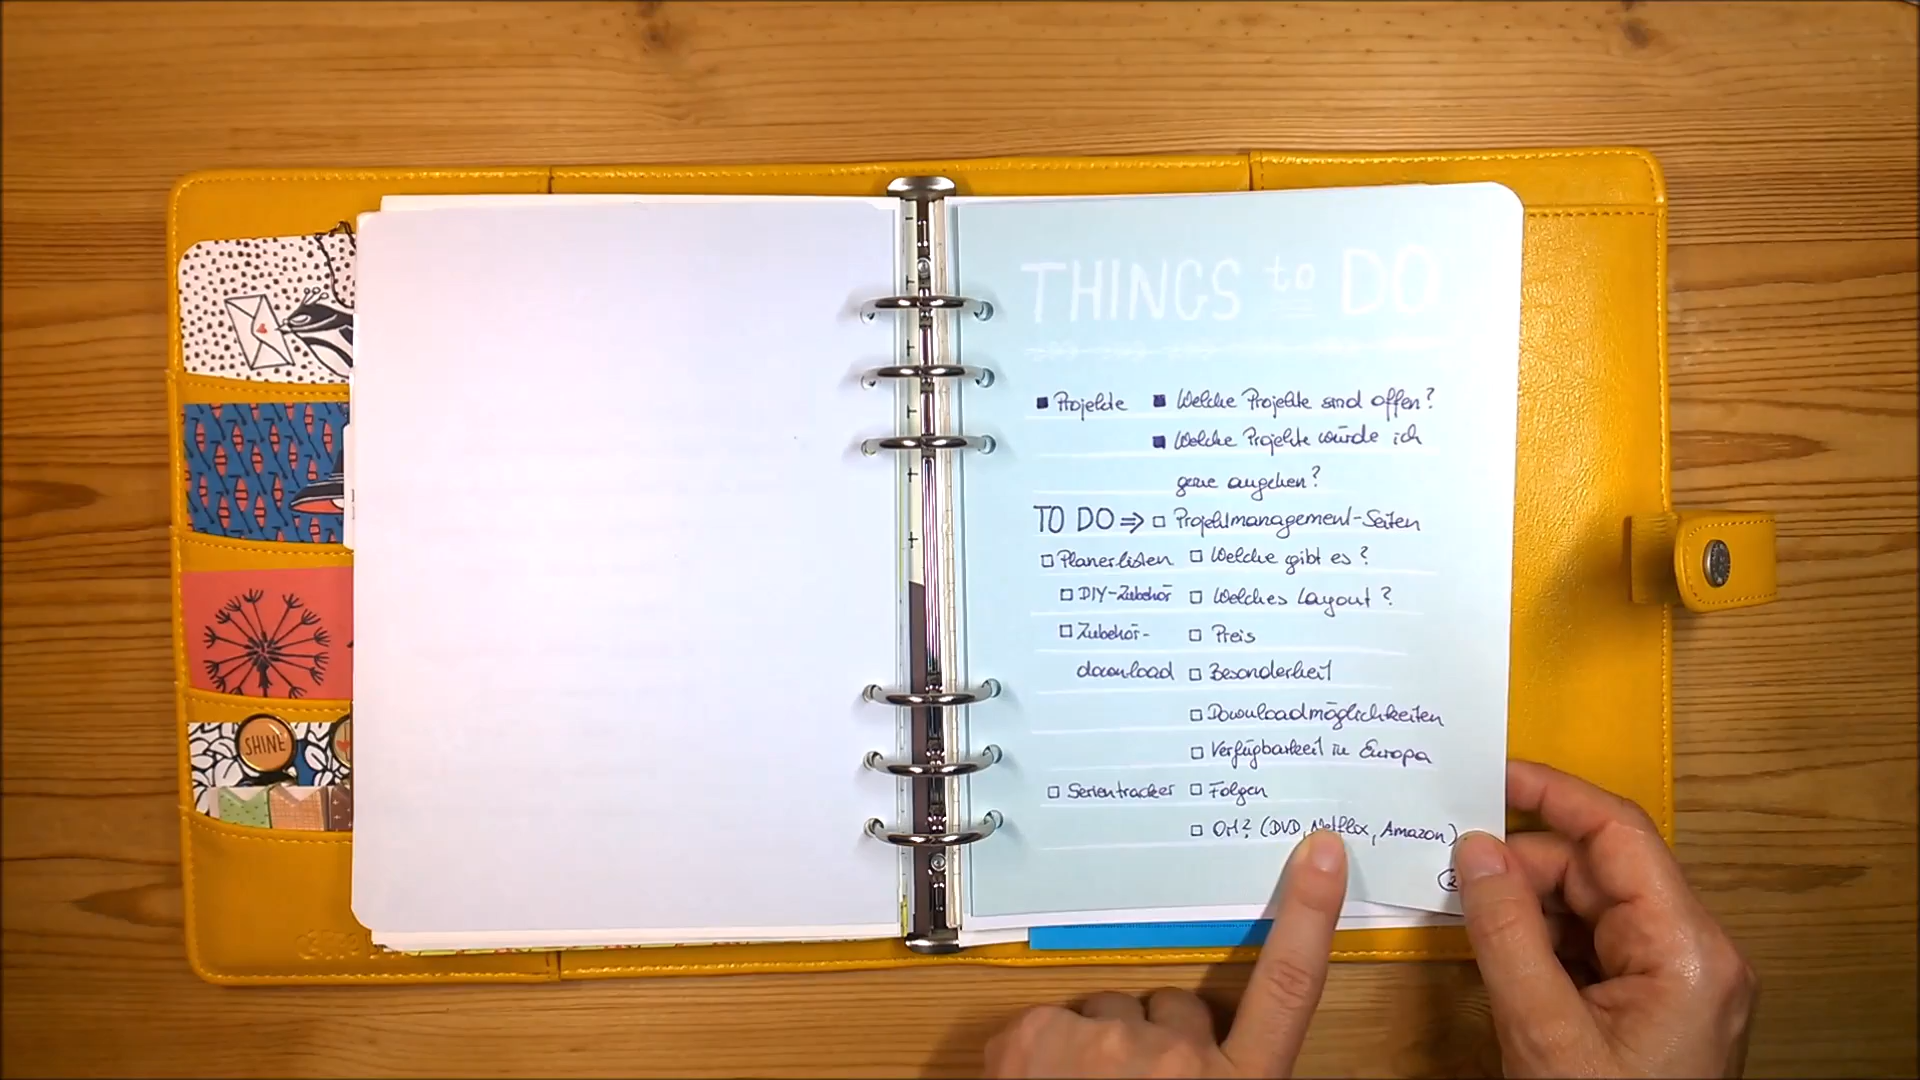 SHINE
THINGS to DO
■ Projekte ■ Welche Projekte sind offen?
■ Welche Projekte würde ich
gerne angehen?
TO DO ⇒ □ Projektmanagement-Seiten
□ Planerlisten □ Welche gibt es?
□ DIY-Zubehör □ Welches Layout?
□ Zubehör- □ Preis
download □ Besonderheit
□ Downloadmöglichkeiten
□ Verfügbarkeit in Europa
□ Serientracker □ Folgen
□ Ort? (DVD, Netflix, Amazon)